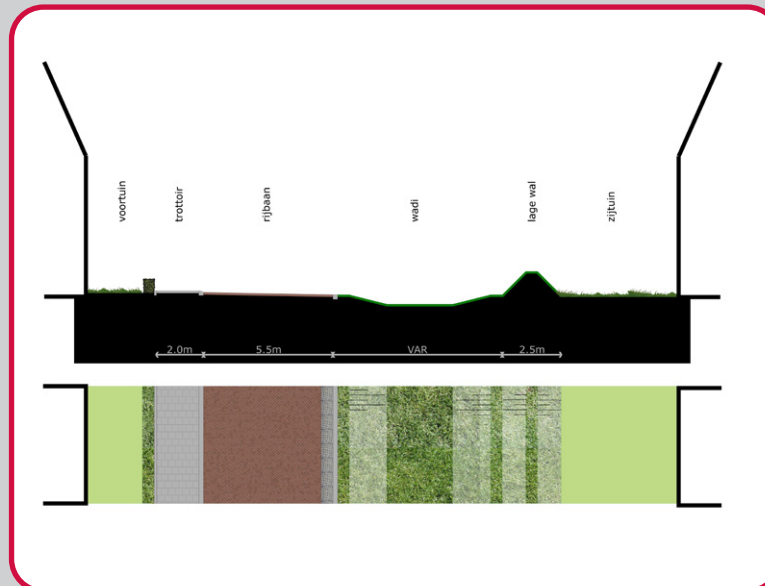 voortuin
trottoir
rijbaan
wadi
lage wal
zijtuin
2.0m
5.5m
VAR
2.5m